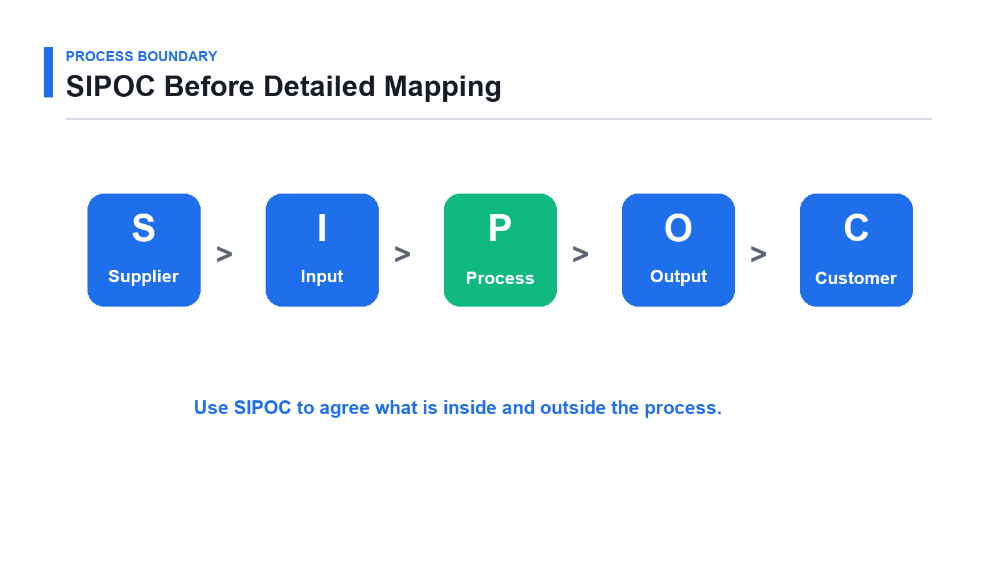 PROCESS BOUNDARY
SIPOC Before Detailed Mapping
S > I > P > O > C
Supplier Input Process Output Customer
Use SIPOC to agree what is inside and outside the process.